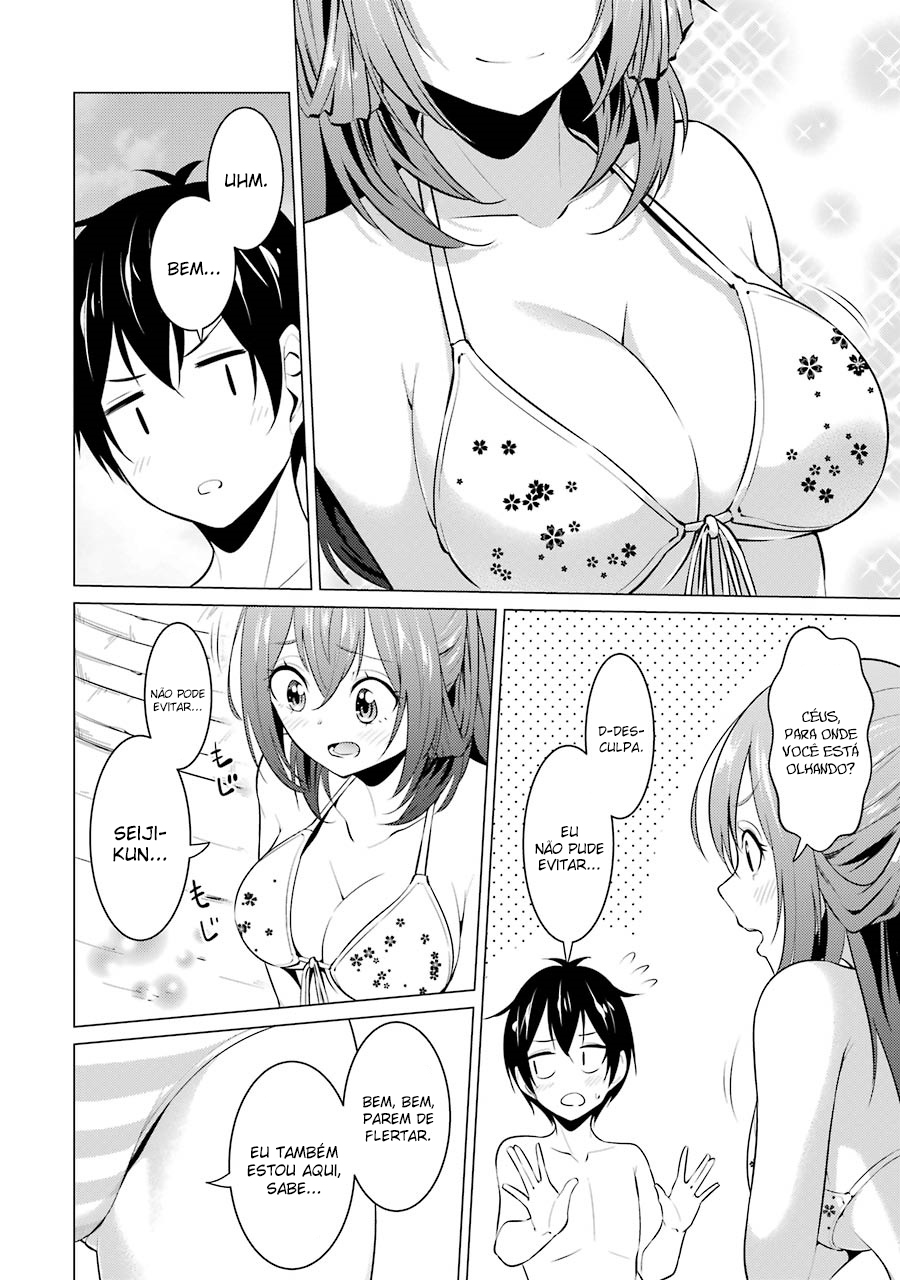 UHM.
BEM...
CÉUS,
PARA ONDE
VOCÊ ESTÁ
OLHANDO?
D-DES-
CULPA.
EU
NÃO PUDE
EVITAR...
NÃO PODE
EVITAR...
SEIJI-
KUN...
もじ
もじ
BEM, BEM,
PAREM DE
FLERTAR.
EU TAMBÉM
ESTOU AQUI,
SABE...